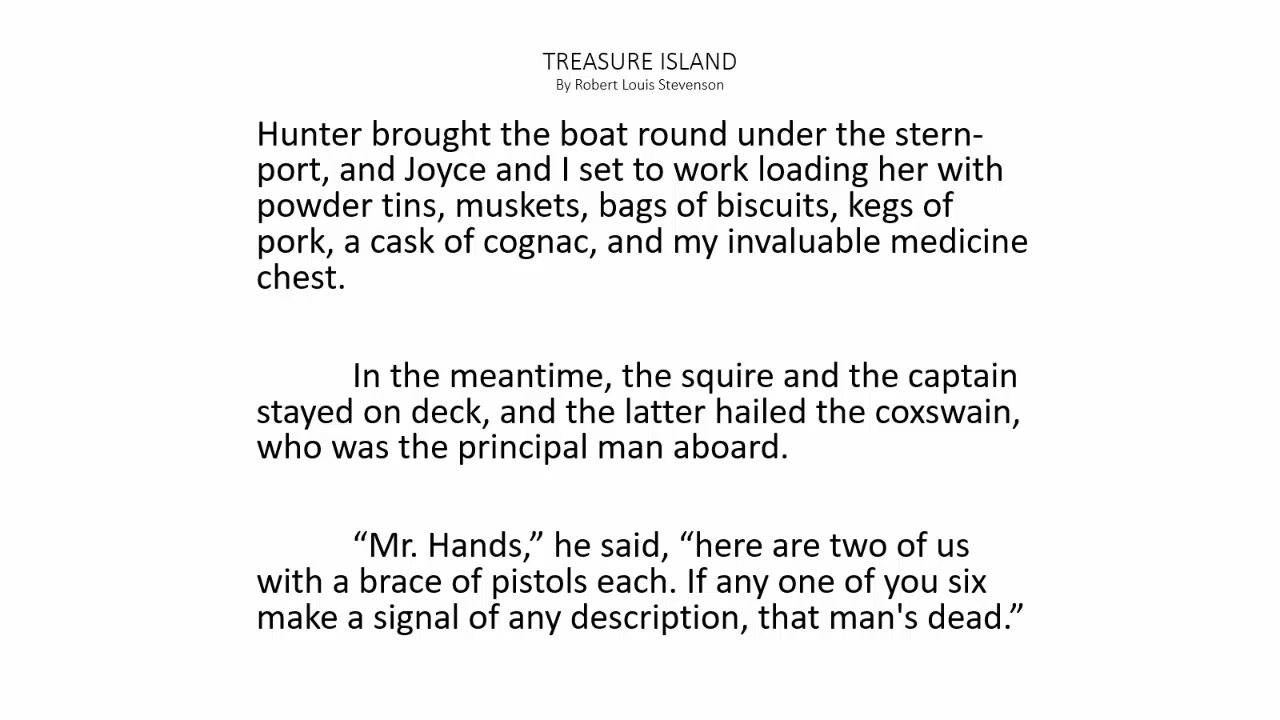 TREASURE ISLAND
By Robert Louis Stevenson
Hunter brought the boat round under the stern-
port, and Joyce and I set to work loading her with
powder tins, muskets, bags of biscuits, kegs of
pork, a cask of cognac, and my invaluable medicine
chest.
In the meantime, the squire and the captain
stayed on deck, and the latter hailed the coxswain,
who was the principal man aboard.
“Mr. Hands,” he said, “here are two of us
with a brace of pistols each. If any one of you six
make a signal of any description, that man's dead.”